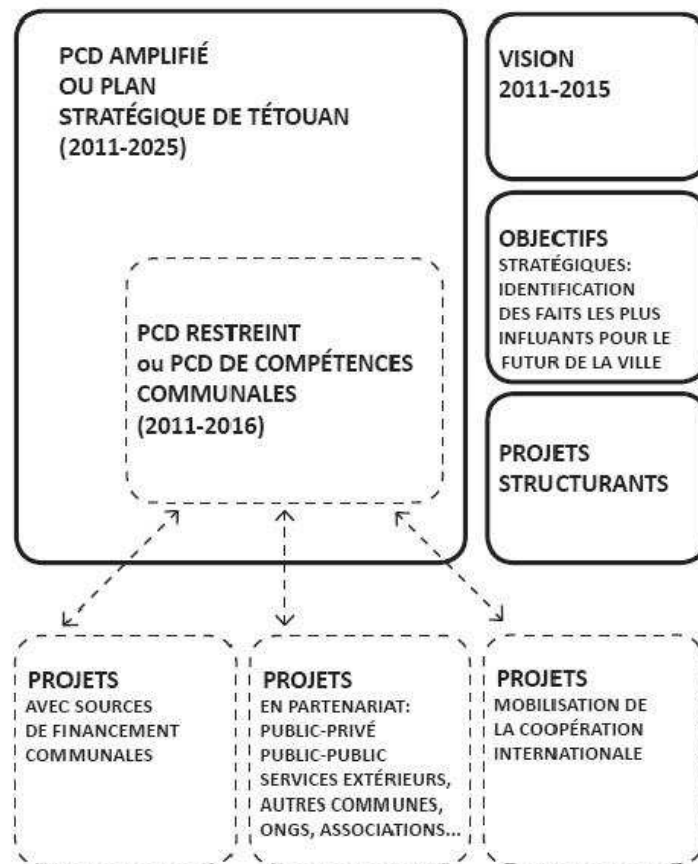 PCD AMPLIFIÉ
OU PLAN
STRATÉGIQUE DE TÉTOUAN
(2011-2025)
PCD RESTREINT
ou PCD DE COMPÉTENCES
COMMUNALES
(2011-2016)
VISION
2011-2015
OBJECTIFS
STRATÉGIQUES:
IDENTIFICATION
DES FAITS LES PLUS
INFLUANTS POUR LE
FUTUR DE LA VILLE
PROJETS
STRUCTURANTS
PROJETS
AVEC SOURCES
DE FINANCEMENT
COMMUNALES
PROJETS
EN PARTENARIAT:
PUBLIC-PRIVÉ
PUBLIC-PUBLIC
SERVICES EXTÉRIEURS,
AUTRES COMMUNES,
ONGS, ASSOCIATIONS...
PROJETS
MOBILISATION DE
LA COOPÉRATION
INTERNATIONALE